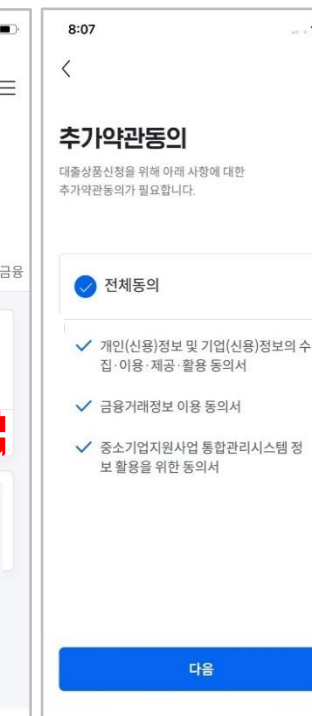 8:07
추가약관동의
대출상품신청을 위해 아래 사항에 대한
추가약관동의가 필요합니다.
금융
전체동의
개인(신용)정보 및 기업(신용)정보의 수
집·이용·제공·활용 동의서
금융거래정보 이용 동의서
중소기업지원사업 통합관리시스템 정
보 활용을 위한 동의서
다음